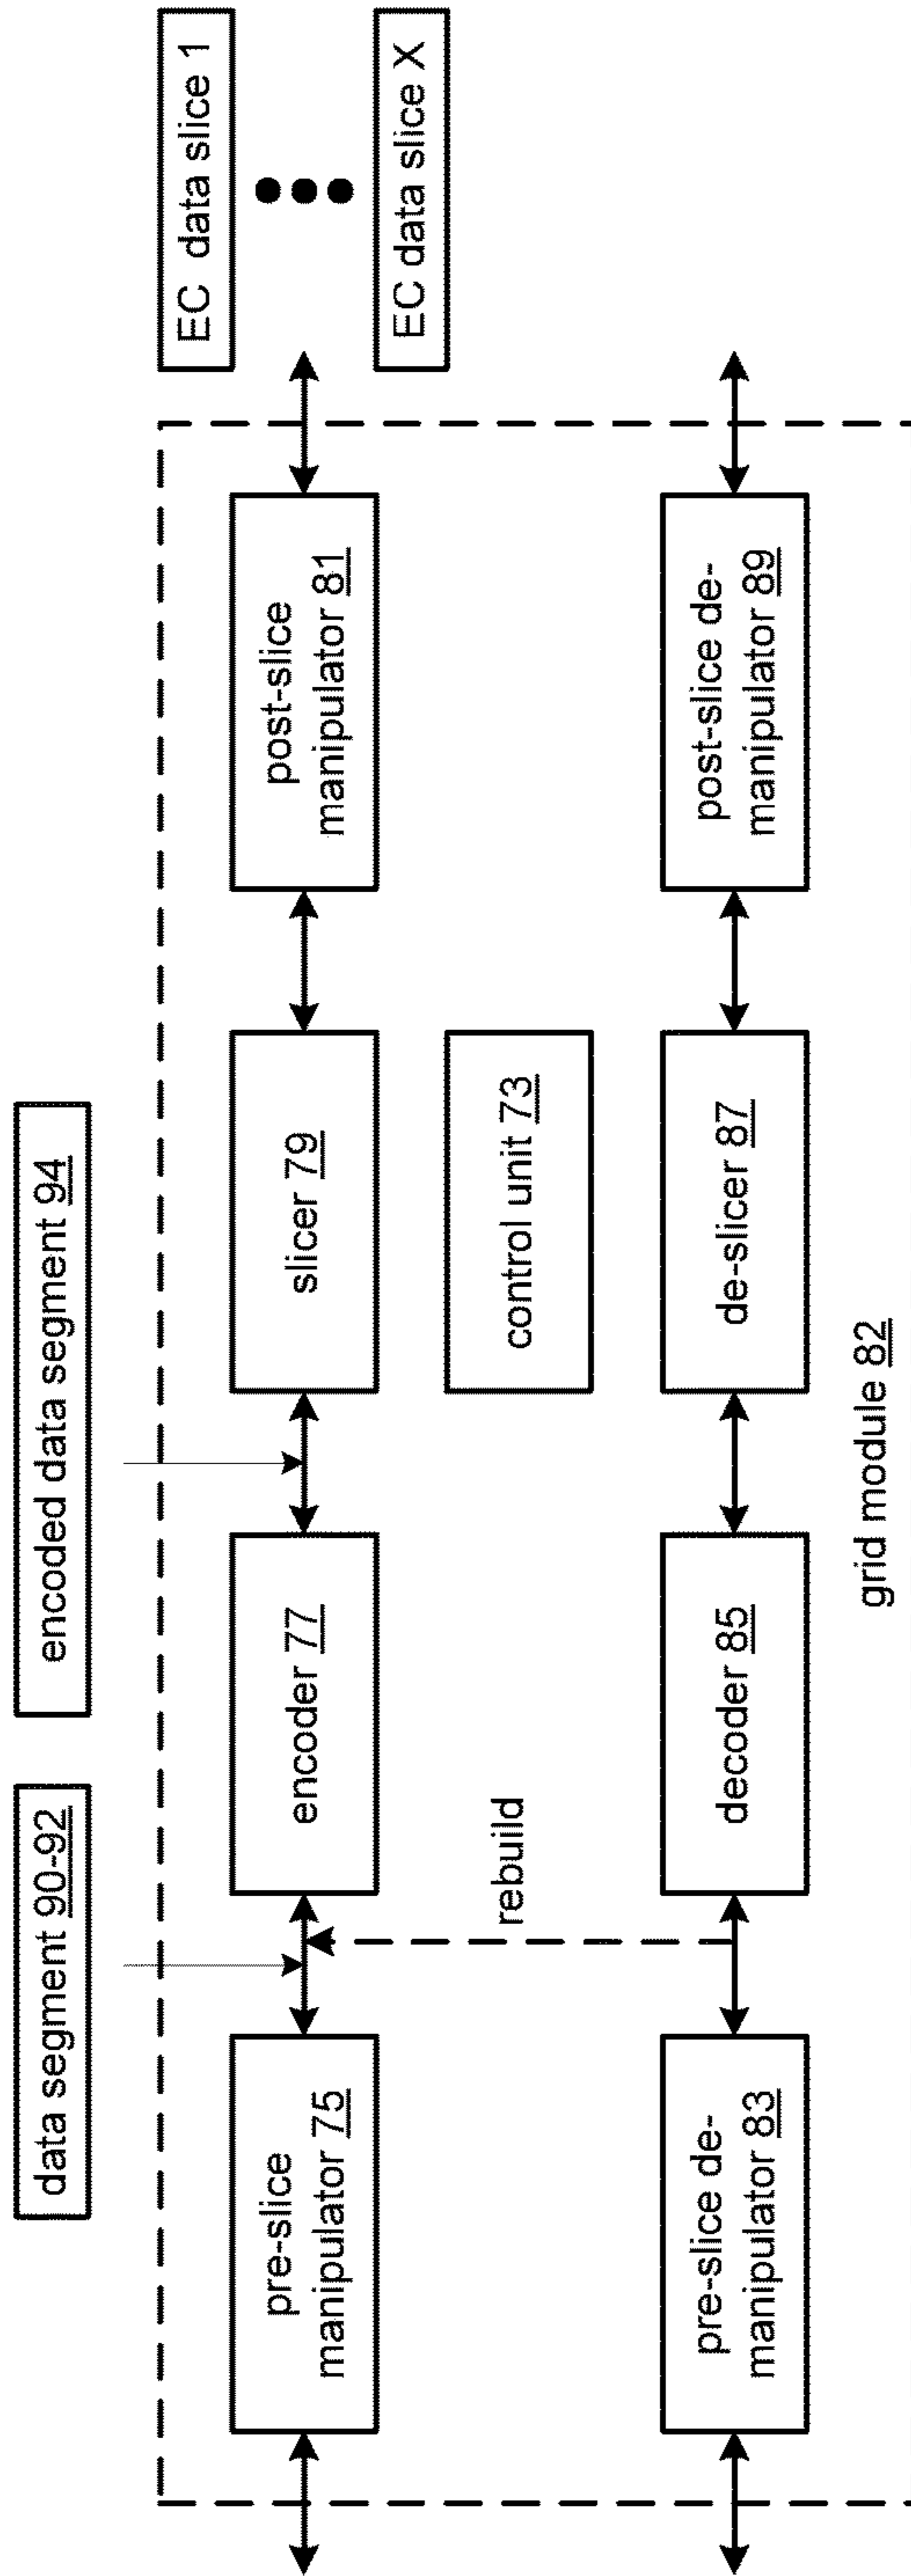 data segment 90-92
encoded data segment 94
EC data slice 1
EC data slice X
pre-slice
manipulator 75
encoder 77
slicer 79
post-slice
manipulator 81
rebuild
control unit 73
pre-slice de-
manipulator 83
decoder 85
de-slicer 87
post-slice de-
manipulator 89
grid module 82